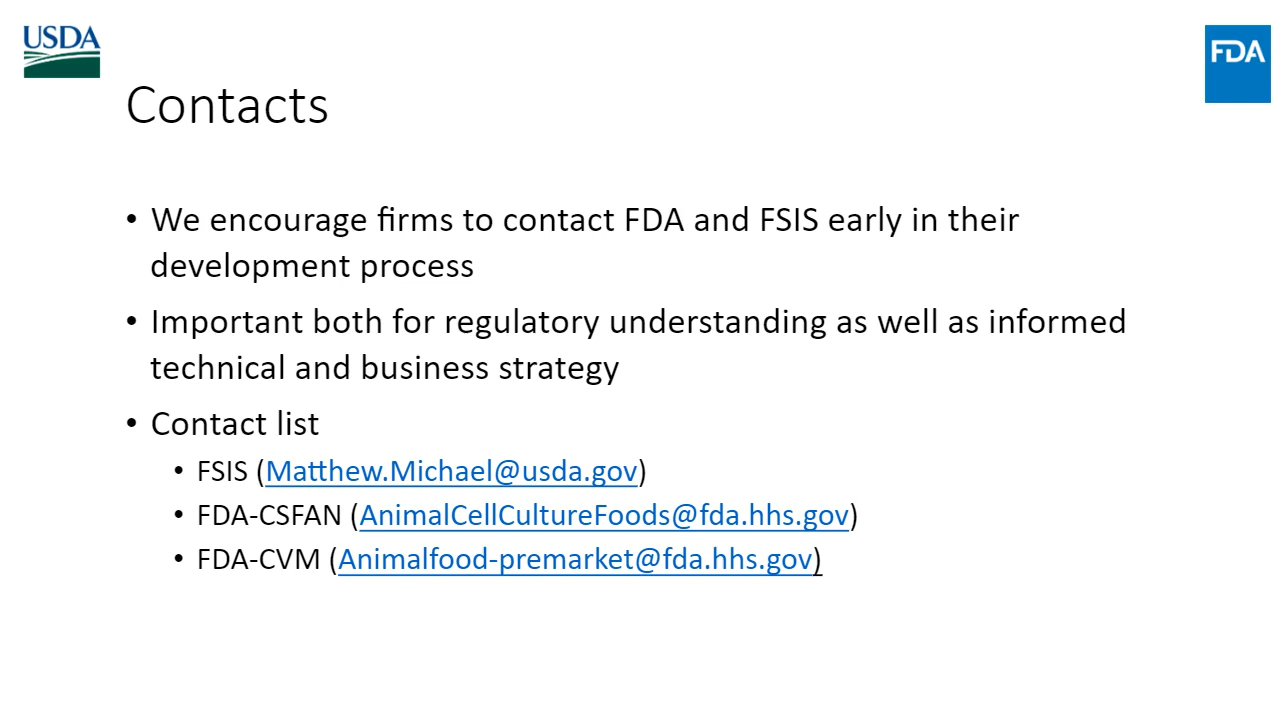 USDA
FDA
Contacts
• We encourage firms to contact FDA and FSIS early in their
development process
• Important both for regulatory understanding as well as informed
technical and business strategy
• Contact list
• FSIS (Matthew.Michael@usda.gov)
• FDA-CSFAN (AnimalCellCultureFoods@fda.hhs.gov)
• FDA-CVM (Animalfood-premarket@fda.hhs.gov)